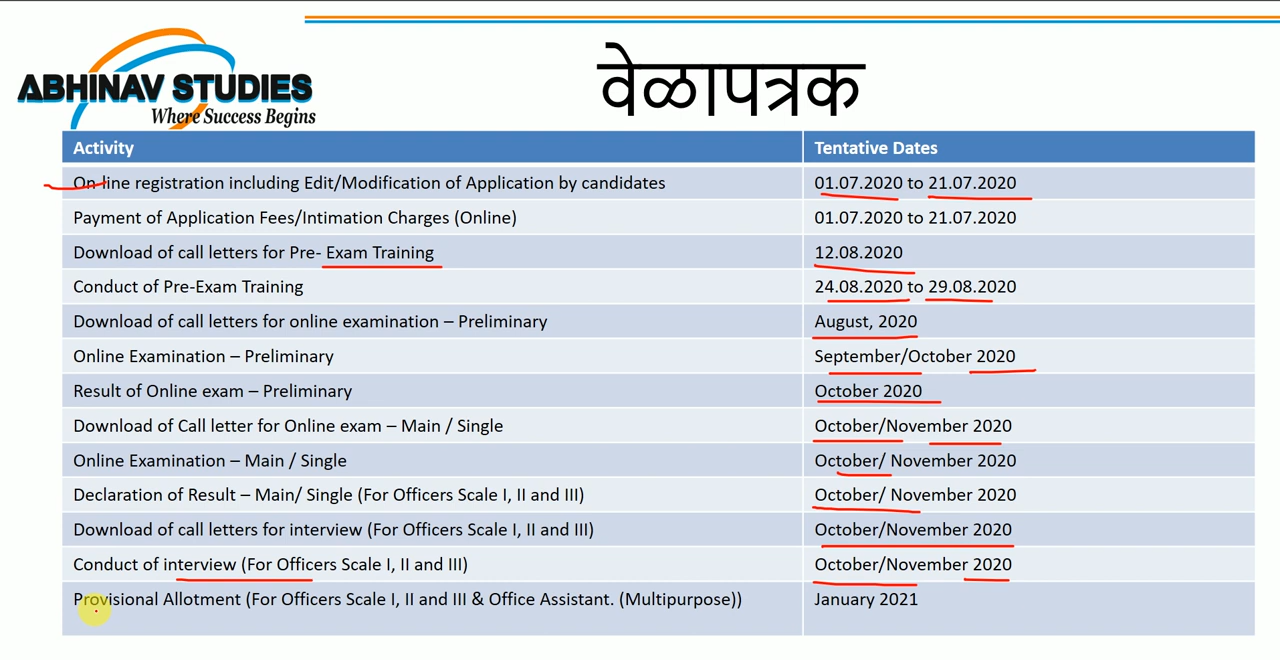 ABHINAV STUDIES
Where Success Begins
वेळापत्रक
Activity Tentative Dates
On-line registration including Edit/Modification of Application by candidates 01.07.2020 to 21.07.2020
Payment of Application Fees/Intimation Charges (Online) 01.07.2020 to 21.07.2020
Download of call letters for Pre- Exam Training 12.08.2020
Conduct of Pre-Exam Training 24.08.2020 to 29.08.2020
Download of call letters for online examination – Preliminary August, 2020
Online Examination – Preliminary September/October 2020
Result of Online exam – Preliminary October 2020
Download of Call letter for Online exam – Main / Single October/November 2020
Online Examination – Main / Single October/ November 2020
Declaration of Result – Main/ Single (For Officers Scale I, II and III) October/ November 2020
Download of call letters for interview (For Officers Scale I, II and III) October/November 2020
Conduct of interview (For Officers Scale I, II and III) October/November 2020
Provisional Allotment (For Officers Scale I, II and III & Office Assistant. (Multipurpose)) January 2021